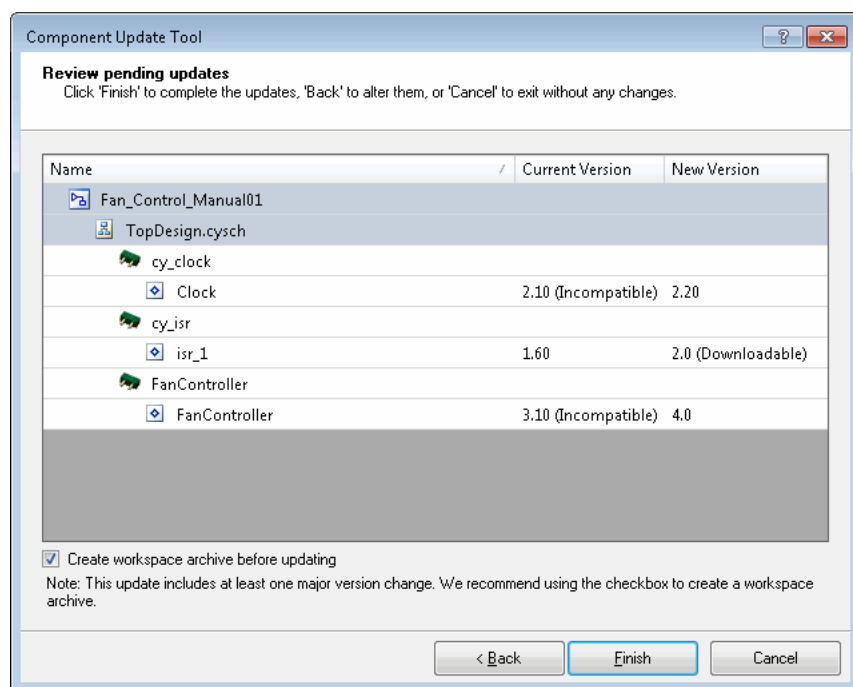 Component Update Tool
Review pending updates
Click 'Finish' to complete the updates, 'Back' to alter them, or 'Cancel' to exit without any changes.
Name Current Version New Version
Fan_Control_Manual01
TopDesign.cysch
cy_clock
Clock 2.10 (Incompatible) 2.20
cy_isr
isr_1 1.60 2.0 (Downloadable)
FanController
FanController 3.10 (Incompatible) 4.0
Create workspace archive before updating
Note: This update includes at least one major version change. We recommend using the checkbox to create a workspace
archive.
< Back Finish Cancel